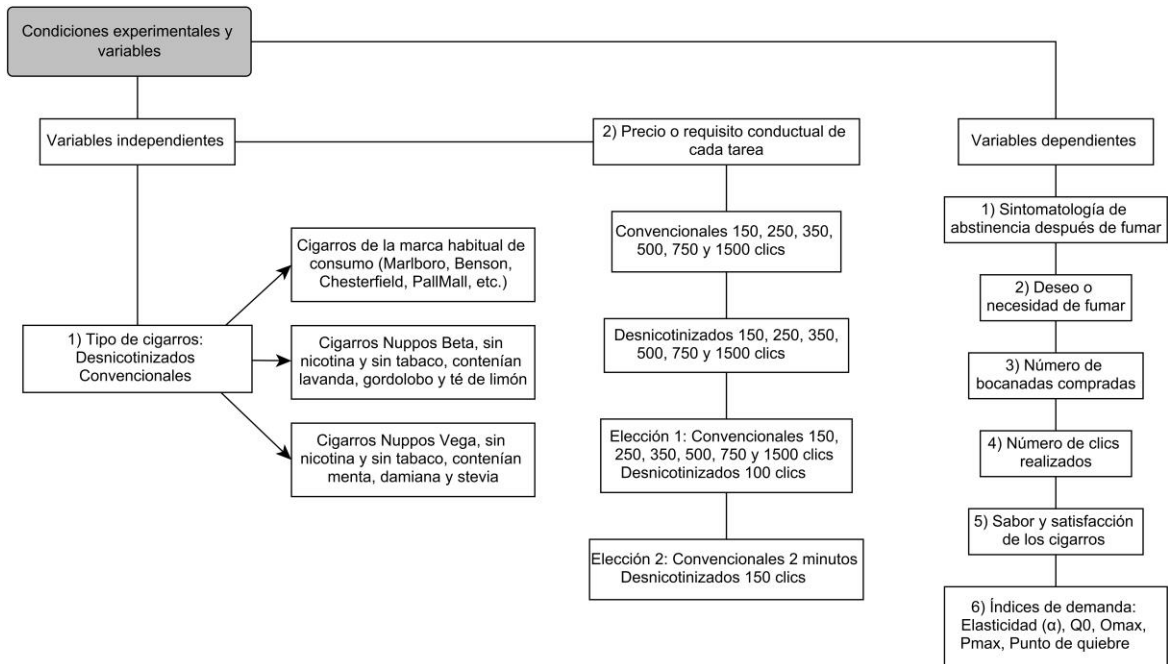 Condiciones experimentales y
variables
Variables independientes
2) Precio o requisito conductual de
cada tarea
Variables dependientes
1) Tipo de cigarros:
Desnicotinizados
Convencionales
Cigarros de la marca habitual de
consumo (Marlboro, Benson,
Chesterfield, PallMall, etc.)
Cigarros Nuppos Beta, sin
nicotina y sin tabaco, contenían
lavanda, gordolobo y té de limón
Cigarros Nuppos Vega, sin
nicotina y sin tabaco, contenían
menta, damiana y stevia
Convencionales 150, 250, 350,
500, 750 y 1500 clics
Desnicotinizados 150, 250, 350,
500, 750 y 1500 clics
Elección 1: Convencionales 150,
250, 350, 500, 750 y 1500 clics
Desnicotinizados 100 clics
Elección 2: Convencionales 2 minutos
Desnicotinizados 150 clics
1) Sintomatología de
abstinencia después de fumar
2) Deseo o
necesidad de fumar
3) Número de
bocanadas compradas
4) Número de clics
realizados
5) Sabor y satisfacción
de los cigarros
6) Índices de demanda:
Elasticidad (α), Q0, Omax,
Pmax, Punto de quiebre